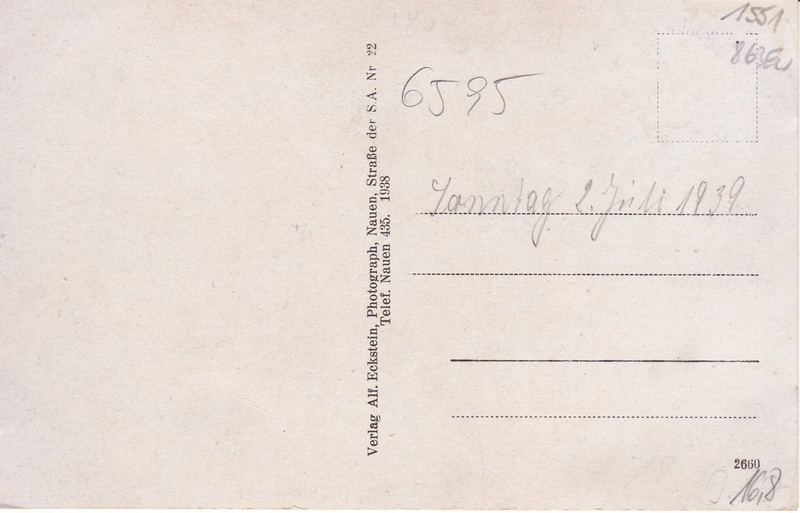 Verlag Alf. Eckstein, Photograph, Nauen, Straße der S.A. Nr 22
Telef. Nauen 435. 1938
1551
6595
Sonntag 2. Juli 1939
2660
16,8